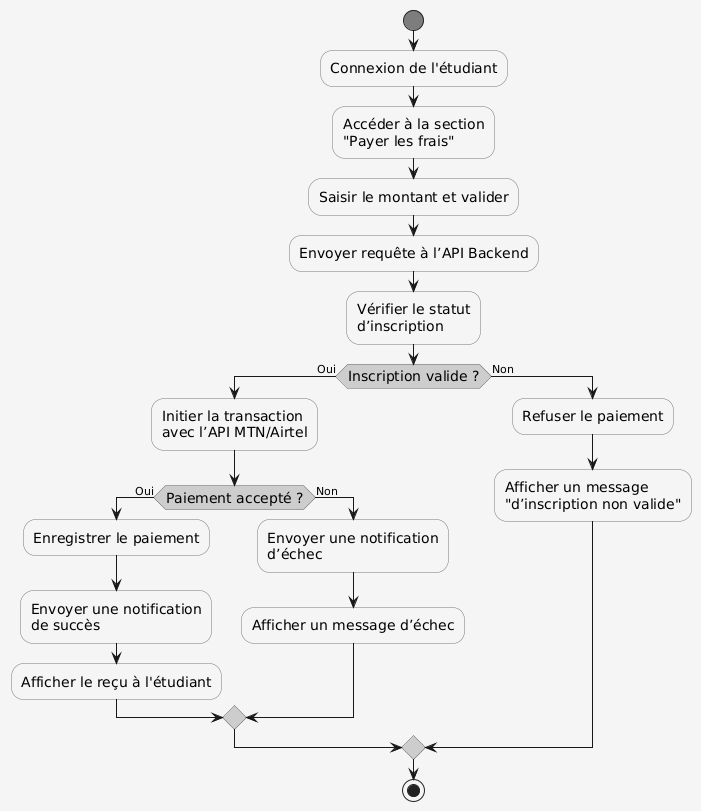 Connexion de l'étudiant
Accéder à la section
"Payer les frais"
Saisir le montant et valider
Envoyer requête à l’API Backend
Vérifier le statut
d’inscription
Oui
Inscription valide ?
Non
Initier la transaction
avec l’API MTN/Airtel
Refuser le paiement
Oui
Paiement accepté ?
Non
Afficher un message
"d’inscription non valide"
Enregistrer le paiement
Envoyer une notification
d’échec
Envoyer une notification
de succès
Afficher un message d’échec
Afficher le reçu à l'étudiant